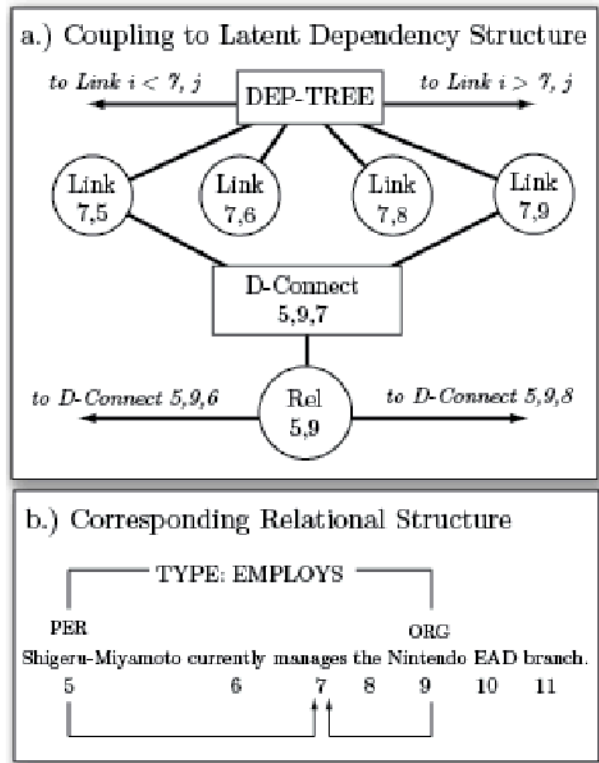 a.) Coupling to Latent Dependency Structure
to Link i < 7, j
DEP-TREE
to Link i > 7, j
Link
7,5
Link
7,6
Link
7,8
Link
7,9
D-Connect
5,9,7
to D-Connect 5,9,6
Rel
5,9
to D-Connect 5,9,8
b.) Corresponding Relational Structure
TYPE: EMPLOYS
PER
ORG
Shigeru-Miyamoto currently manages the Nintendo EAD branch.
5 6 7 8 9 10 11